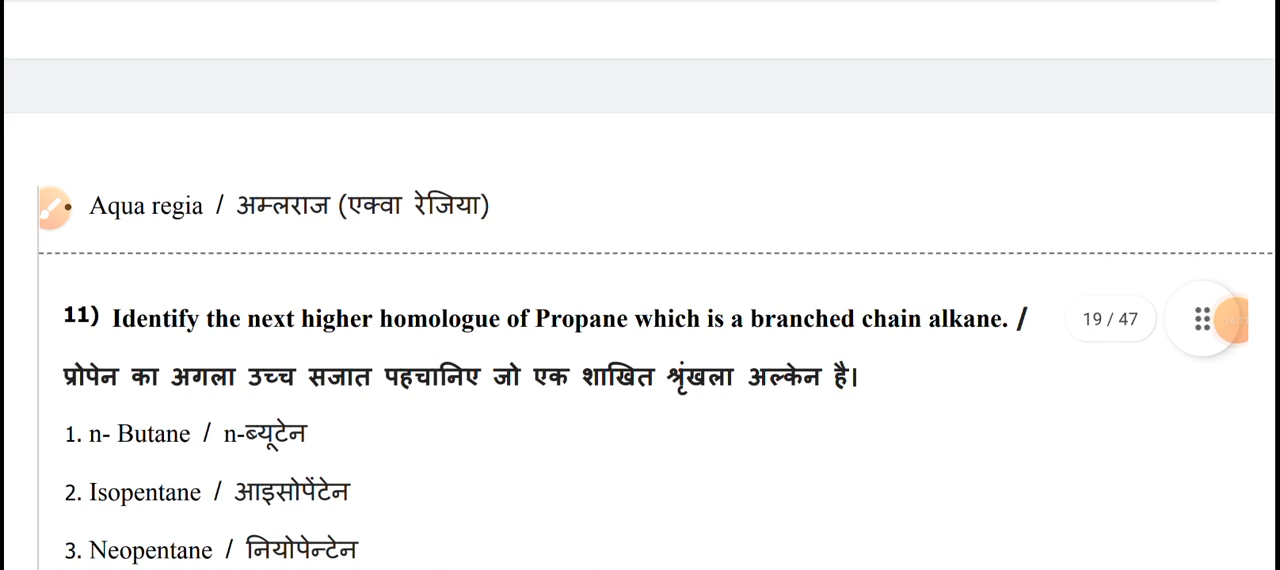 • Aqua regia / अम्लराज (एक्वा रेजिया)
11) Identify the next higher homologue of Propane which is a branched chain alkane. /
19 / 47
प्रोपेन का अगला उच्च सजात पहचानिए जो एक शाखित श्रृंखला अल्केन है।
1. n- Butane / n-ब्यूटेन
2. Isopentane / आइसोपेंटेन
3. Neopentane / नियोपेन्टेन